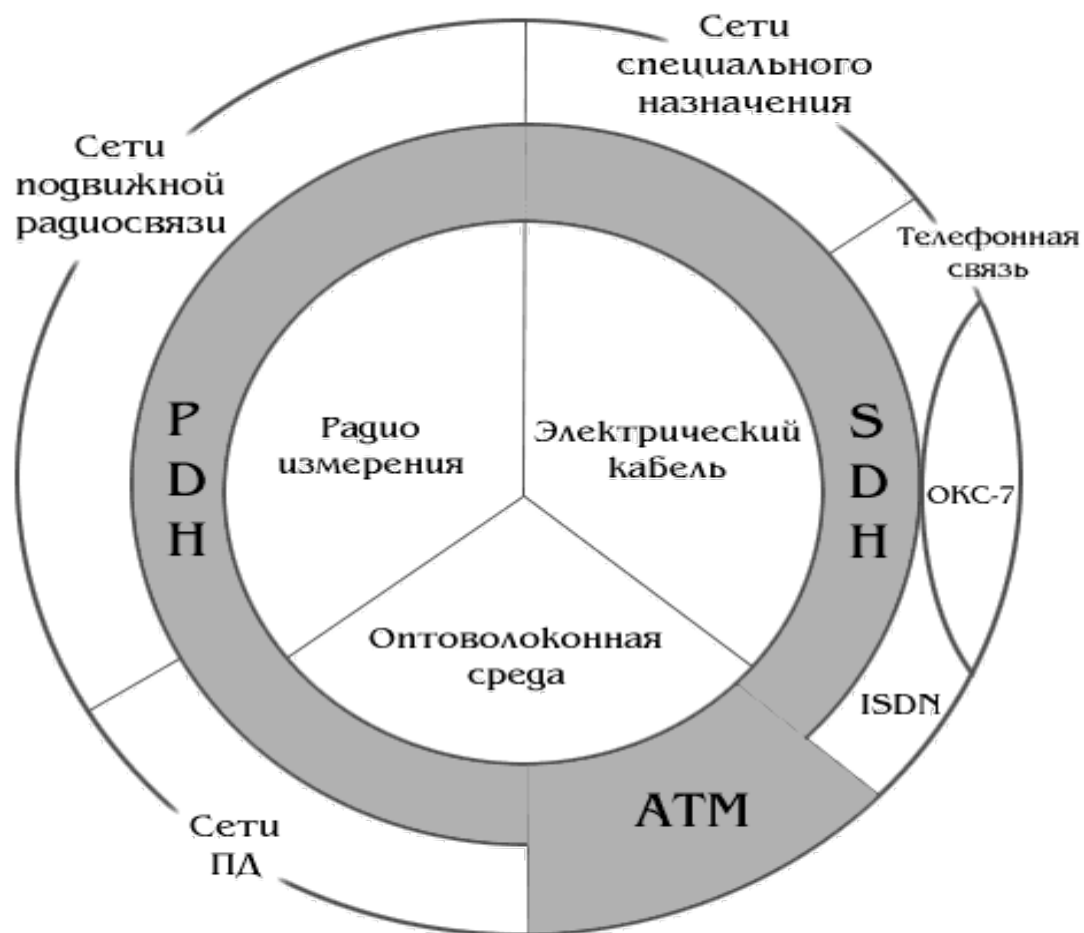 Сети
специального
назначения
Сети
подвижной
радиосвязи
Телефонная
связь
P
D
H
S
D
H
Радио
измерения
Электрический
кабель
ОКС-7
Оптоволоконная
среда
ISDN
ATM
Сети
ПД